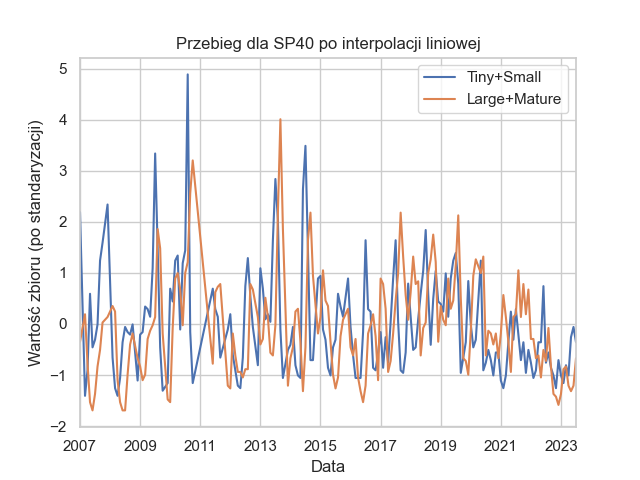 Przebieg dla SP40 po interpolacji liniowej
Tiny+Small
Large+Mature
Wartość zbioru (po standaryzacji)
5
4
3
2
1
0
−1
−2
2007 2009 2011 2013 2015 2017 2019 2021 2023
Data